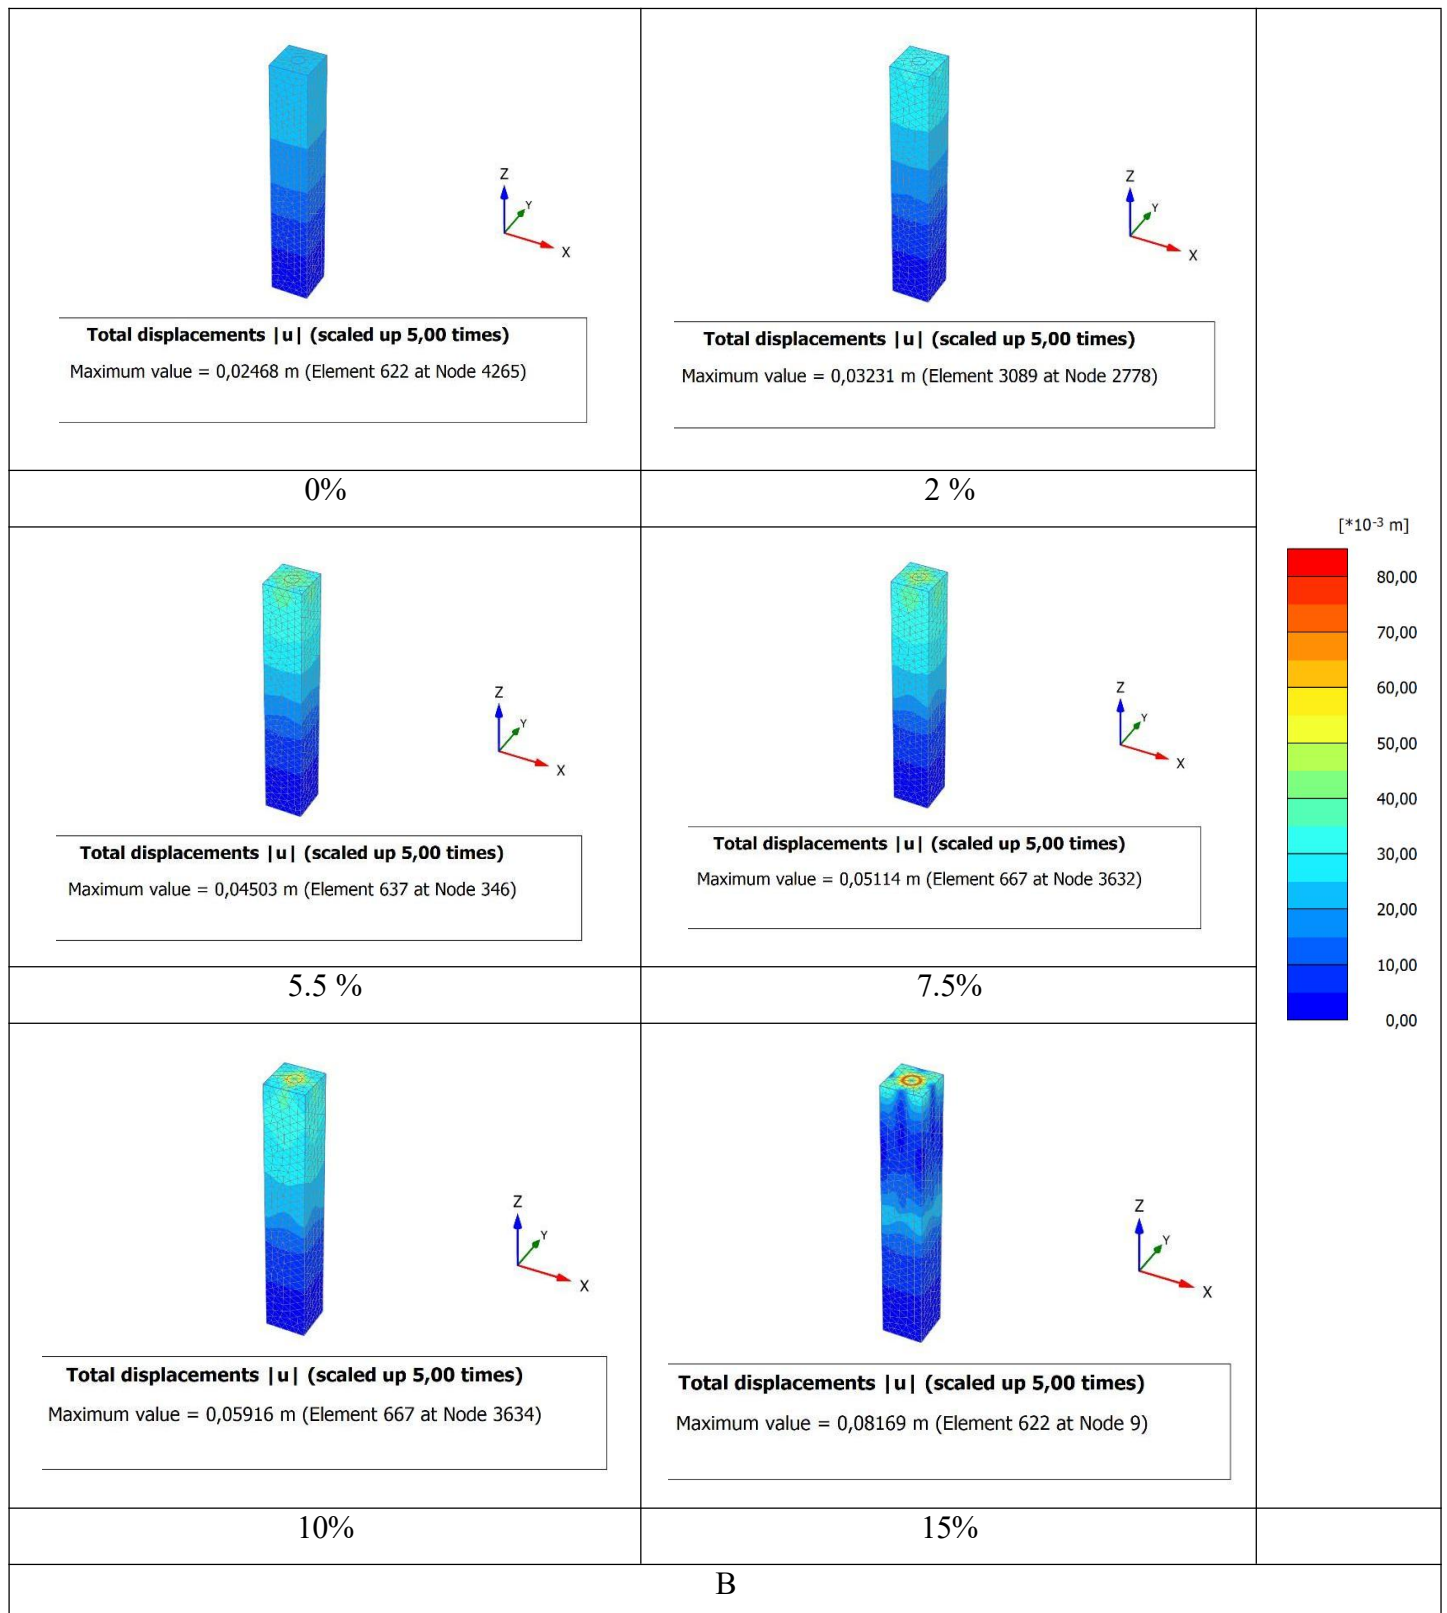 Z
Y
X
Total displacements |u| (scaled up 5,00 times)
Maximum value = 0,02468 m (Element 622 at Node 4265)
0%
Z
Y
X
Total displacements |u| (scaled up 5,00 times)
Maximum value = 0,03231 m (Element 3089 at Node 2778)
2 %
Z
Y
X
Total displacements |u| (scaled up 5,00 times)
Maximum value = 0,04503 m (Element 637 at Node 346)
5.5 %
Z
Y
X
Total displacements |u| (scaled up 5,00 times)
Maximum value = 0,05114 m (Element 667 at Node 3632)
7.5%
[*10-3 m]
80,00
70,00
60,00
50,00
40,00
30,00
20,00
10,00
0,00
Z
Y
X
Total displacements |u| (scaled up 5,00 times)
Maximum value = 0,05916 m (Element 667 at Node 3634)
10%
Z
Y
X
Total displacements |u| (scaled up 5,00 times)
Maximum value = 0,08169 m (Element 622 at Node 9)
15%
B